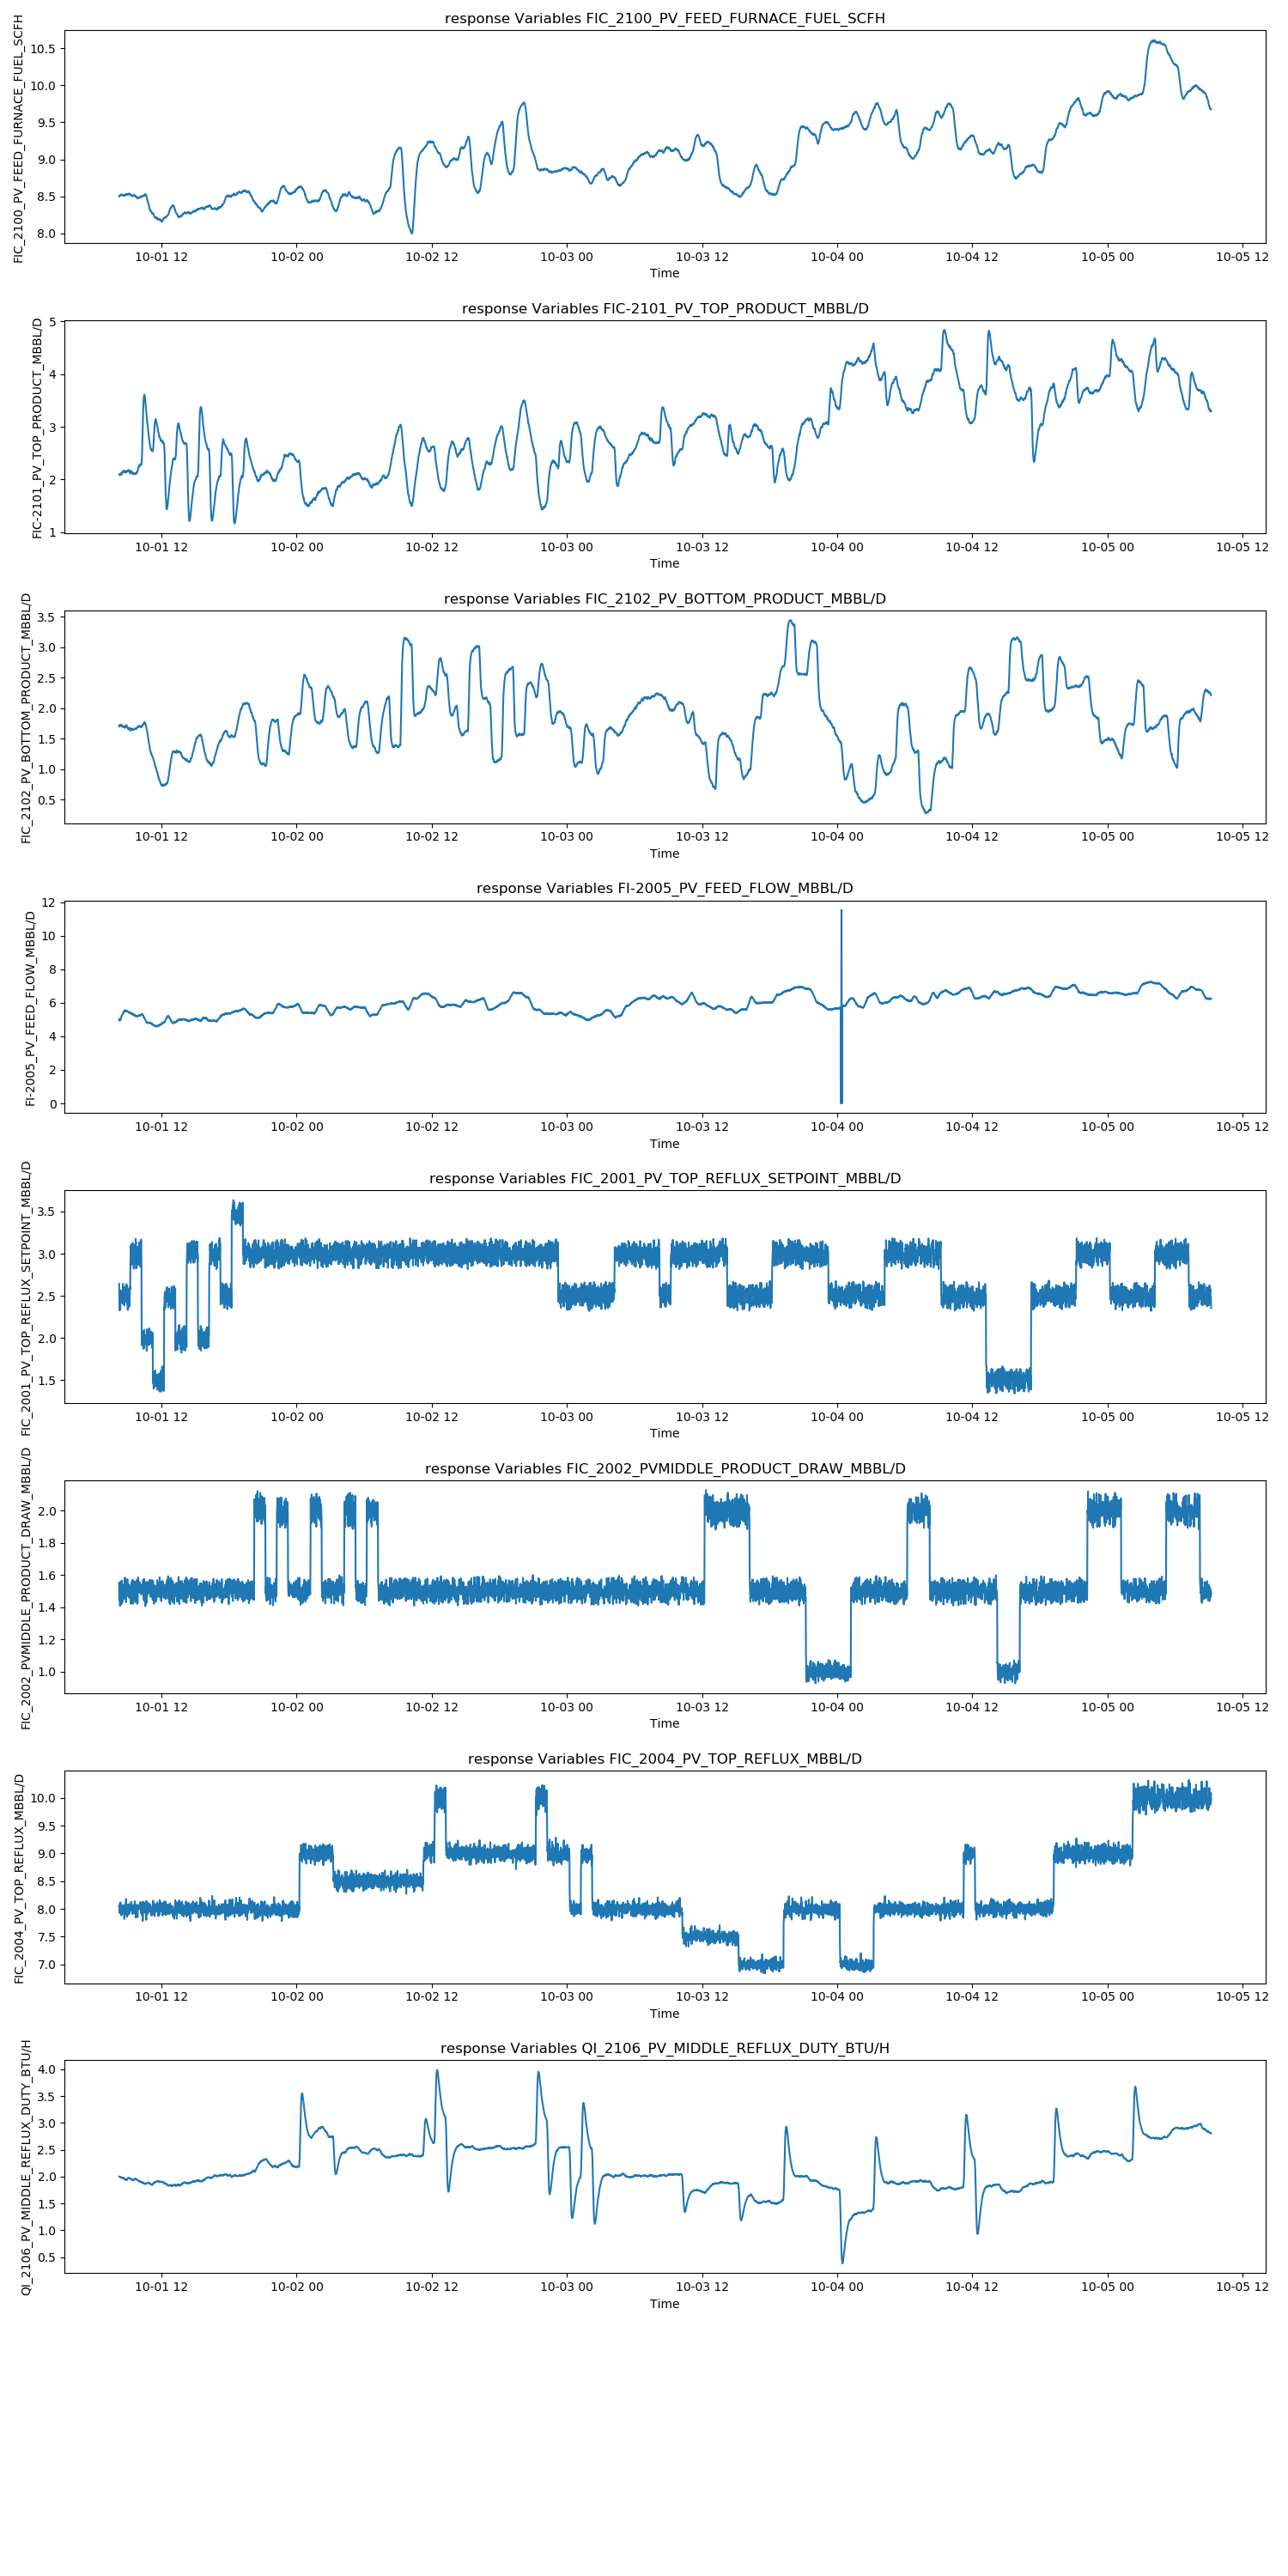 response Variables FIC_2100_PV_FEED_FURNACE_FUEL_SCFH
FIC_2100_PV_FEED_FURNACE_FUEL_SCFH
10.5
10.0
9.5
9.0
8.5
8.0
10-01 12 10-02 00 10-02 12 10-03 00 10-03 12 10-04 00 10-04 12 10-05 00 10-05 12
Time
response Variables FIC-2101_PV_TOP_PRODUCT_MBBL/D
FIC-2101_PV_TOP_PRODUCT_MBBL/D
5
4
3
2
1
10-01 12 10-02 00 10-02 12 10-03 00 10-03 12 10-04 00 10-04 12 10-05 00 10-05 12
Time
response Variables FIC_2102_PV_BOTTOM_PRODUCT_MBBL/D
FIC_2102_PV_BOTTOM_PRODUCT_MBBL/D
3.5
3.0
2.5
2.0
1.5
1.0
0.5
10-01 12 10-02 00 10-02 12 10-03 00 10-03 12 10-04 00 10-04 12 10-05 00 10-05 12
Time
response Variables FI-2005_PV_FEED_FLOW_MBBL/D
FI-2005_PV_FEED_FLOW_MBBL/D
12
10
8
6
4
2
0
10-01 12 10-02 00 10-02 12 10-03 00 10-03 12 10-04 00 10-04 12 10-05 00 10-05 12
Time
response Variables FIC_2001_PV_TOP_REFLUX_SETPOINT_MBBL/D
FIC_2001_PV_TOP_REFLUX_SETPOINT_MBBL/D
3.5
3.0
2.5
2.0
1.5
10-01 12 10-02 00 10-02 12 10-03 00 10-03 12 10-04 00 10-04 12 10-05 00 10-05 12
Time
response Variables FIC_2002_PVMIDDLE_PRODUCT_DRAW_MBBL/D
FIC_2002_PVMIDDLE_PRODUCT_DRAW_MBBL/D
2.0
1.8
1.6
1.4
1.2
1.0
10-01 12 10-02 00 10-02 12 10-03 00 10-03 12 10-04 00 10-04 12 10-05 00 10-05 12
Time
response Variables FIC_2004_PV_TOP_REFLUX_MBBL/D
FIC_2004_PV_TOP_REFLUX_MBBL/D
10.0
9.5
9.0
8.5
8.0
7.5
7.0
10-01 12 10-02 00 10-02 12 10-03 00 10-03 12 10-04 00 10-04 12 10-05 00 10-05 12
Time
response Variables QI_2106_PV_MIDDLE_REFLUX_DUTY_BTU/H
QI_2106_PV_MIDDLE_REFLUX_DUTY_BTU/H
4.0
3.5
3.0
2.5
2.0
1.5
1.0
0.5
10-01 12 10-02 00 10-02 12 10-03 00 10-03 12 10-04 00 10-04 12 10-05 00 10-05 12
Time